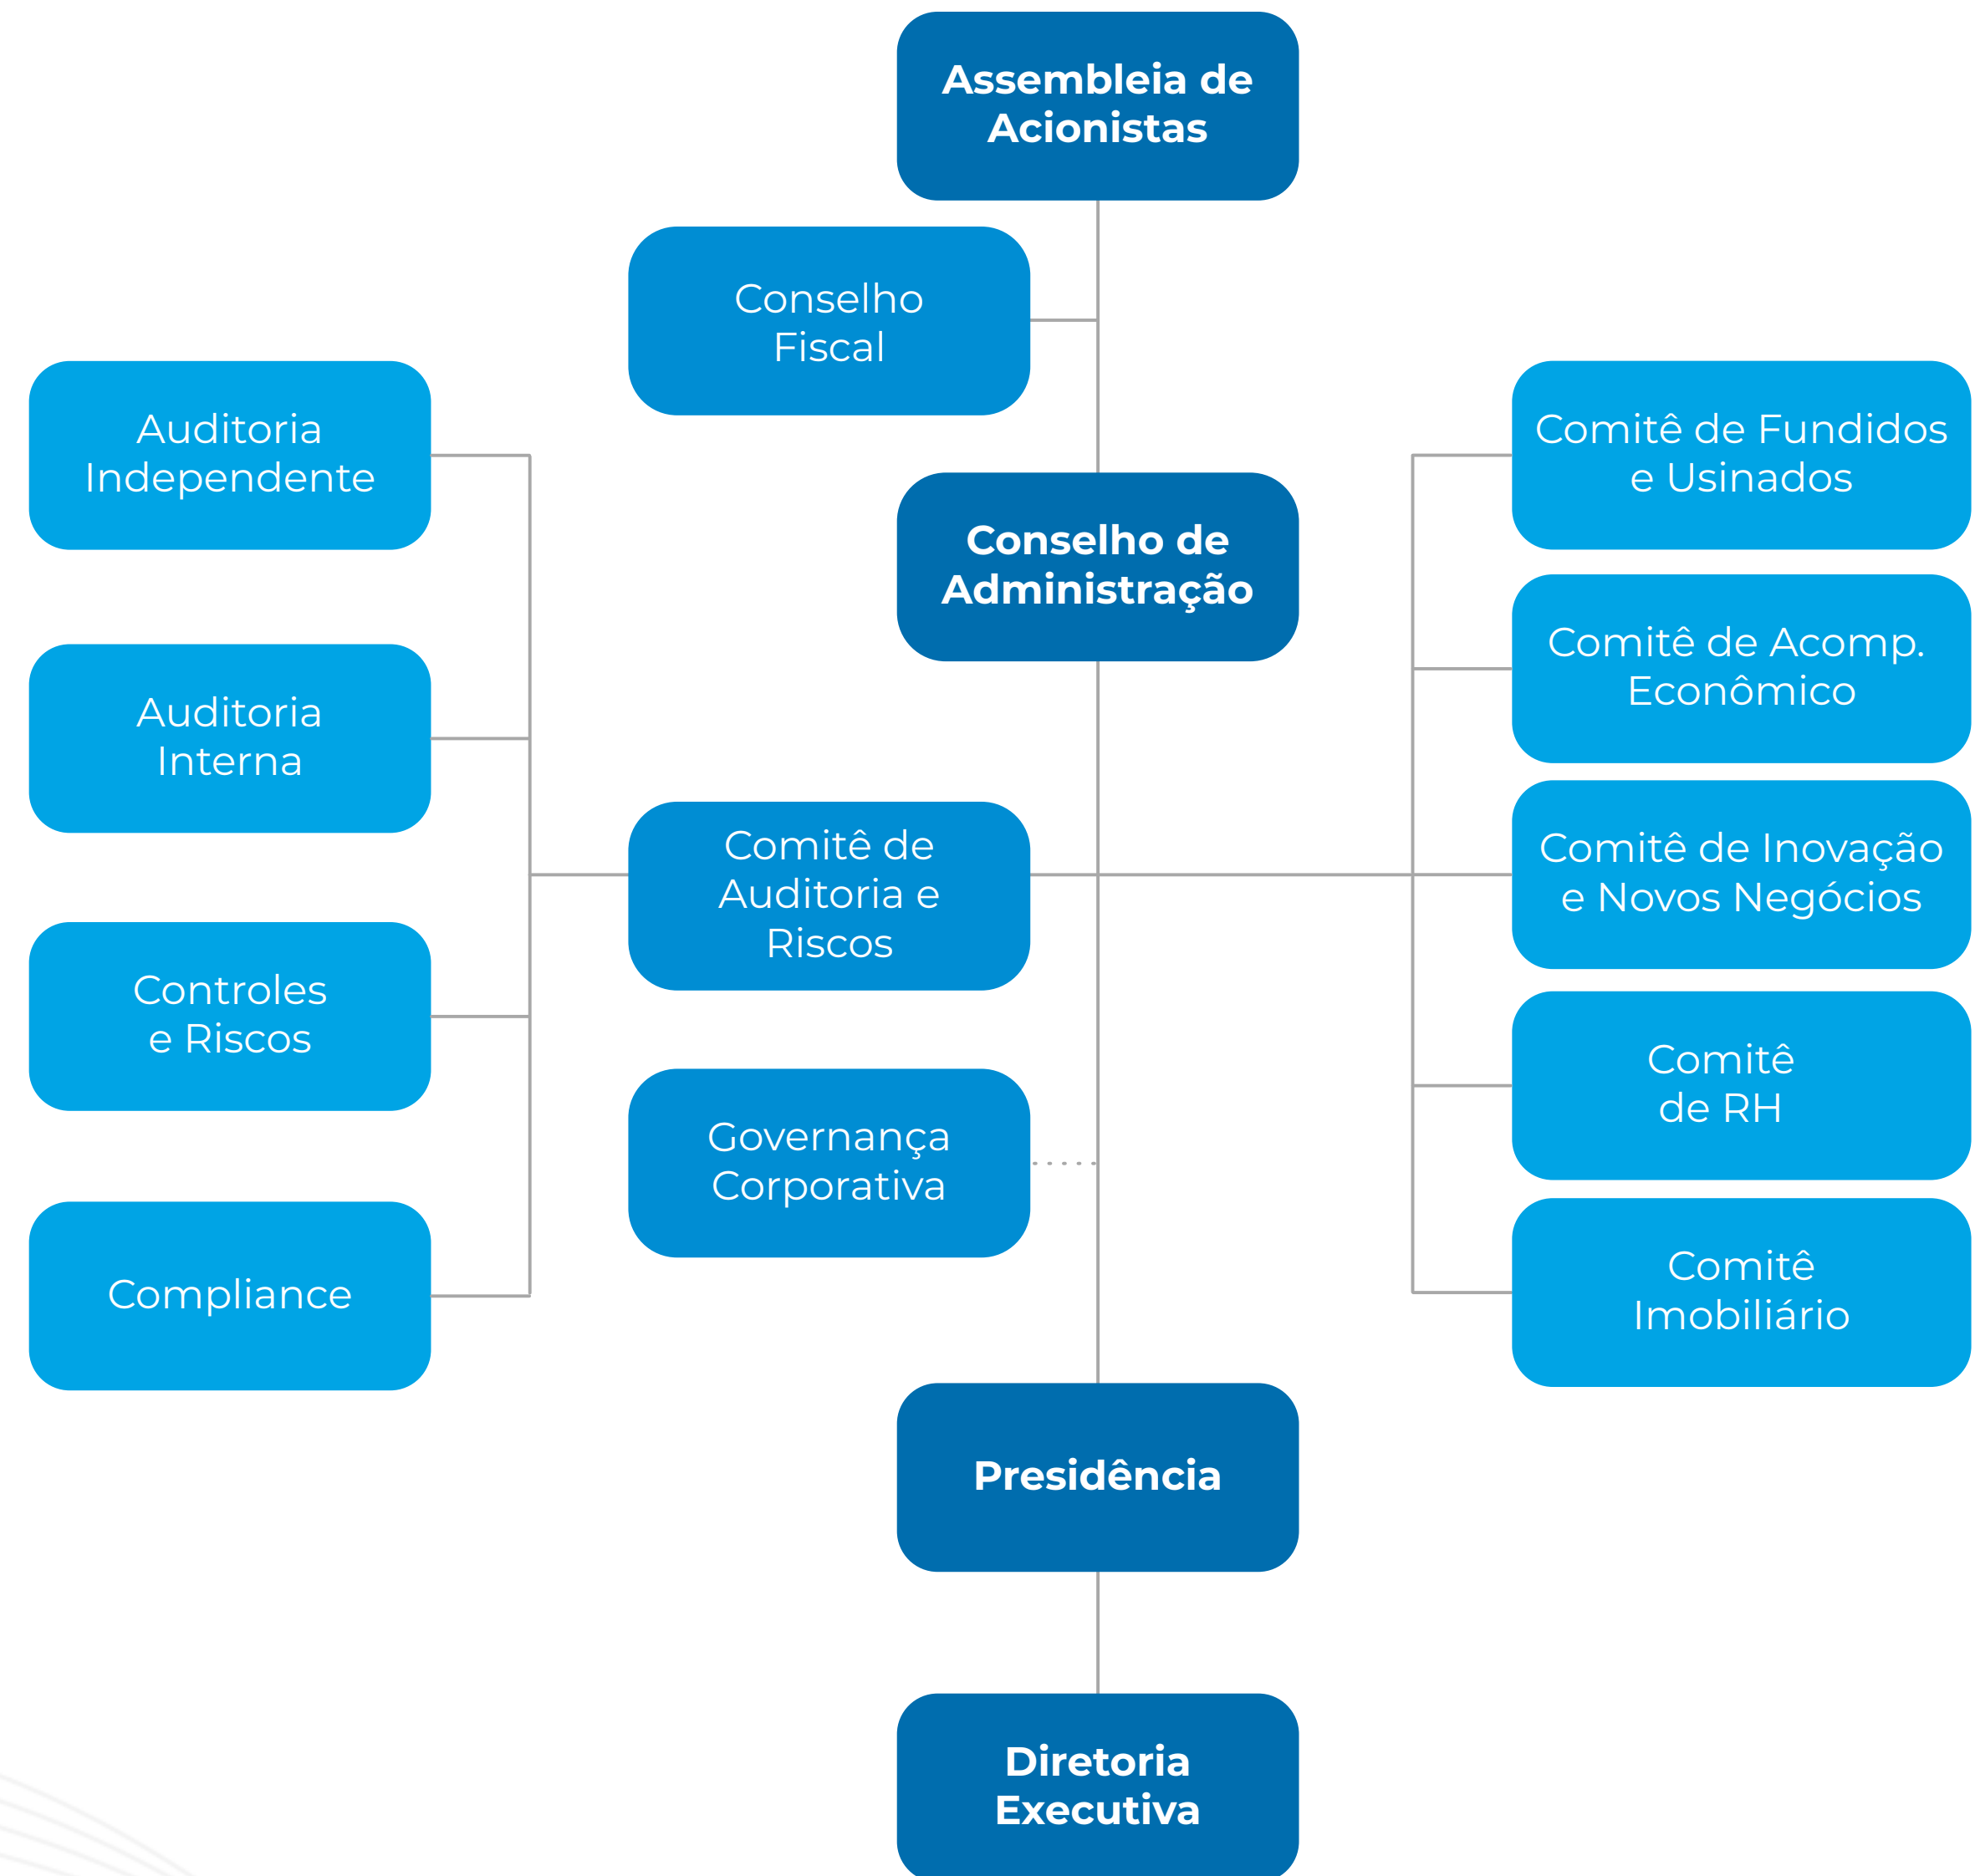 Assembleia de
Acionistas
Conselho
Fiscal
Auditoria
Independente
Comitê de Fundidos
e Usinados
Conselho de
Administração
Comitê de Acomp.
Econômico
Auditoria
Interna
Comitê de
Auditoria e
Riscos
Comitê de Inovação
e Novos Negócios
Controles
e Riscos
Comitê
de RH
Governança
Corporativa
Compliance
Comitê
Imobiliário
Presidência
Diretoria
Executiva